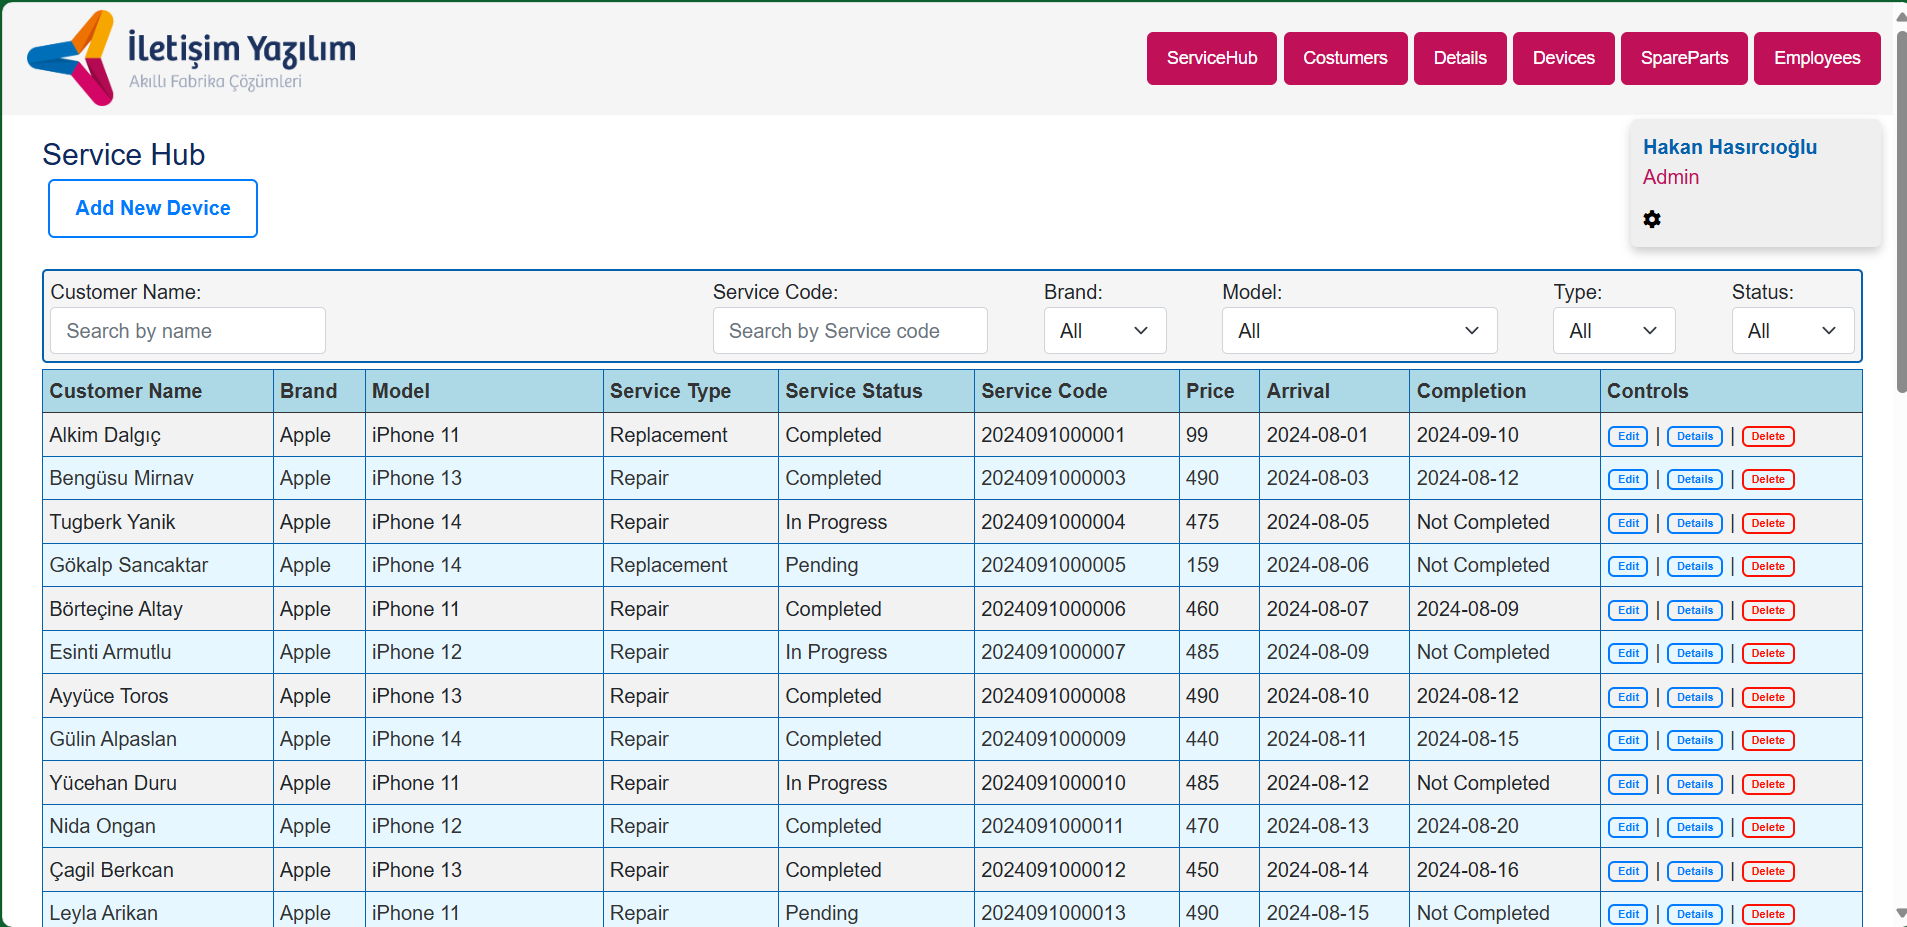 İletişim Yazılım
Akıllı Fabrika Çözümleri
ServiceHub Costumers Details Devices SpareParts Employees
Service Hub
Hakan Hasırcıoğlu
Admin
Add New Device
Customer Name: Service Code: Brand: Model: Type: Status:
Search by name Search by Service code All All All All
Customer Name Brand Model Service Type Service Status Service Code Price Arrival Completion Controls
Alkim Dalgıç Apple iPhone 11 Replacement Completed 2024091000001 99 2024-08-01 2024-09-10 Edit | Details | Delete
Bengüsu Mirnav Apple iPhone 13 Repair Completed 2024091000003 490 2024-08-03 2024-08-12 Edit | Details | Delete
Tugberk Yanik Apple iPhone 14 Repair In Progress 2024091000004 475 2024-08-05 Not Completed Edit | Details | Delete
Gökalp Sancaktar Apple iPhone 14 Replacement Pending 2024091000005 159 2024-08-06 Not Completed Edit | Details | Delete
Börteçine Altay Apple iPhone 11 Repair Completed 2024091000006 460 2024-08-07 2024-08-09 Edit | Details | Delete
Esinti Armutlu Apple iPhone 12 Repair In Progress 2024091000007 485 2024-08-09 Not Completed Edit | Details | Delete
Ayyüce Toros Apple iPhone 13 Repair Completed 2024091000008 490 2024-08-10 2024-08-12 Edit | Details | Delete
Gülin Alpaslan Apple iPhone 14 Repair Completed 2024091000009 440 2024-08-11 2024-08-15 Edit | Details | Delete
Yücehan Duru Apple iPhone 11 Repair In Progress 2024091000010 485 2024-08-12 Not Completed Edit | Details | Delete
Nida Ongan Apple iPhone 12 Repair Completed 2024091000011 470 2024-08-13 2024-08-20 Edit | Details | Delete
Çagil Berkcan Apple iPhone 13 Repair Completed 2024091000012 450 2024-08-14 2024-08-16 Edit | Details | Delete
Leyla Arikan Apple iPhone 11 Repair Pending 2024091000013 490 2024-08-15 Not Completed Edit | Details | Delete